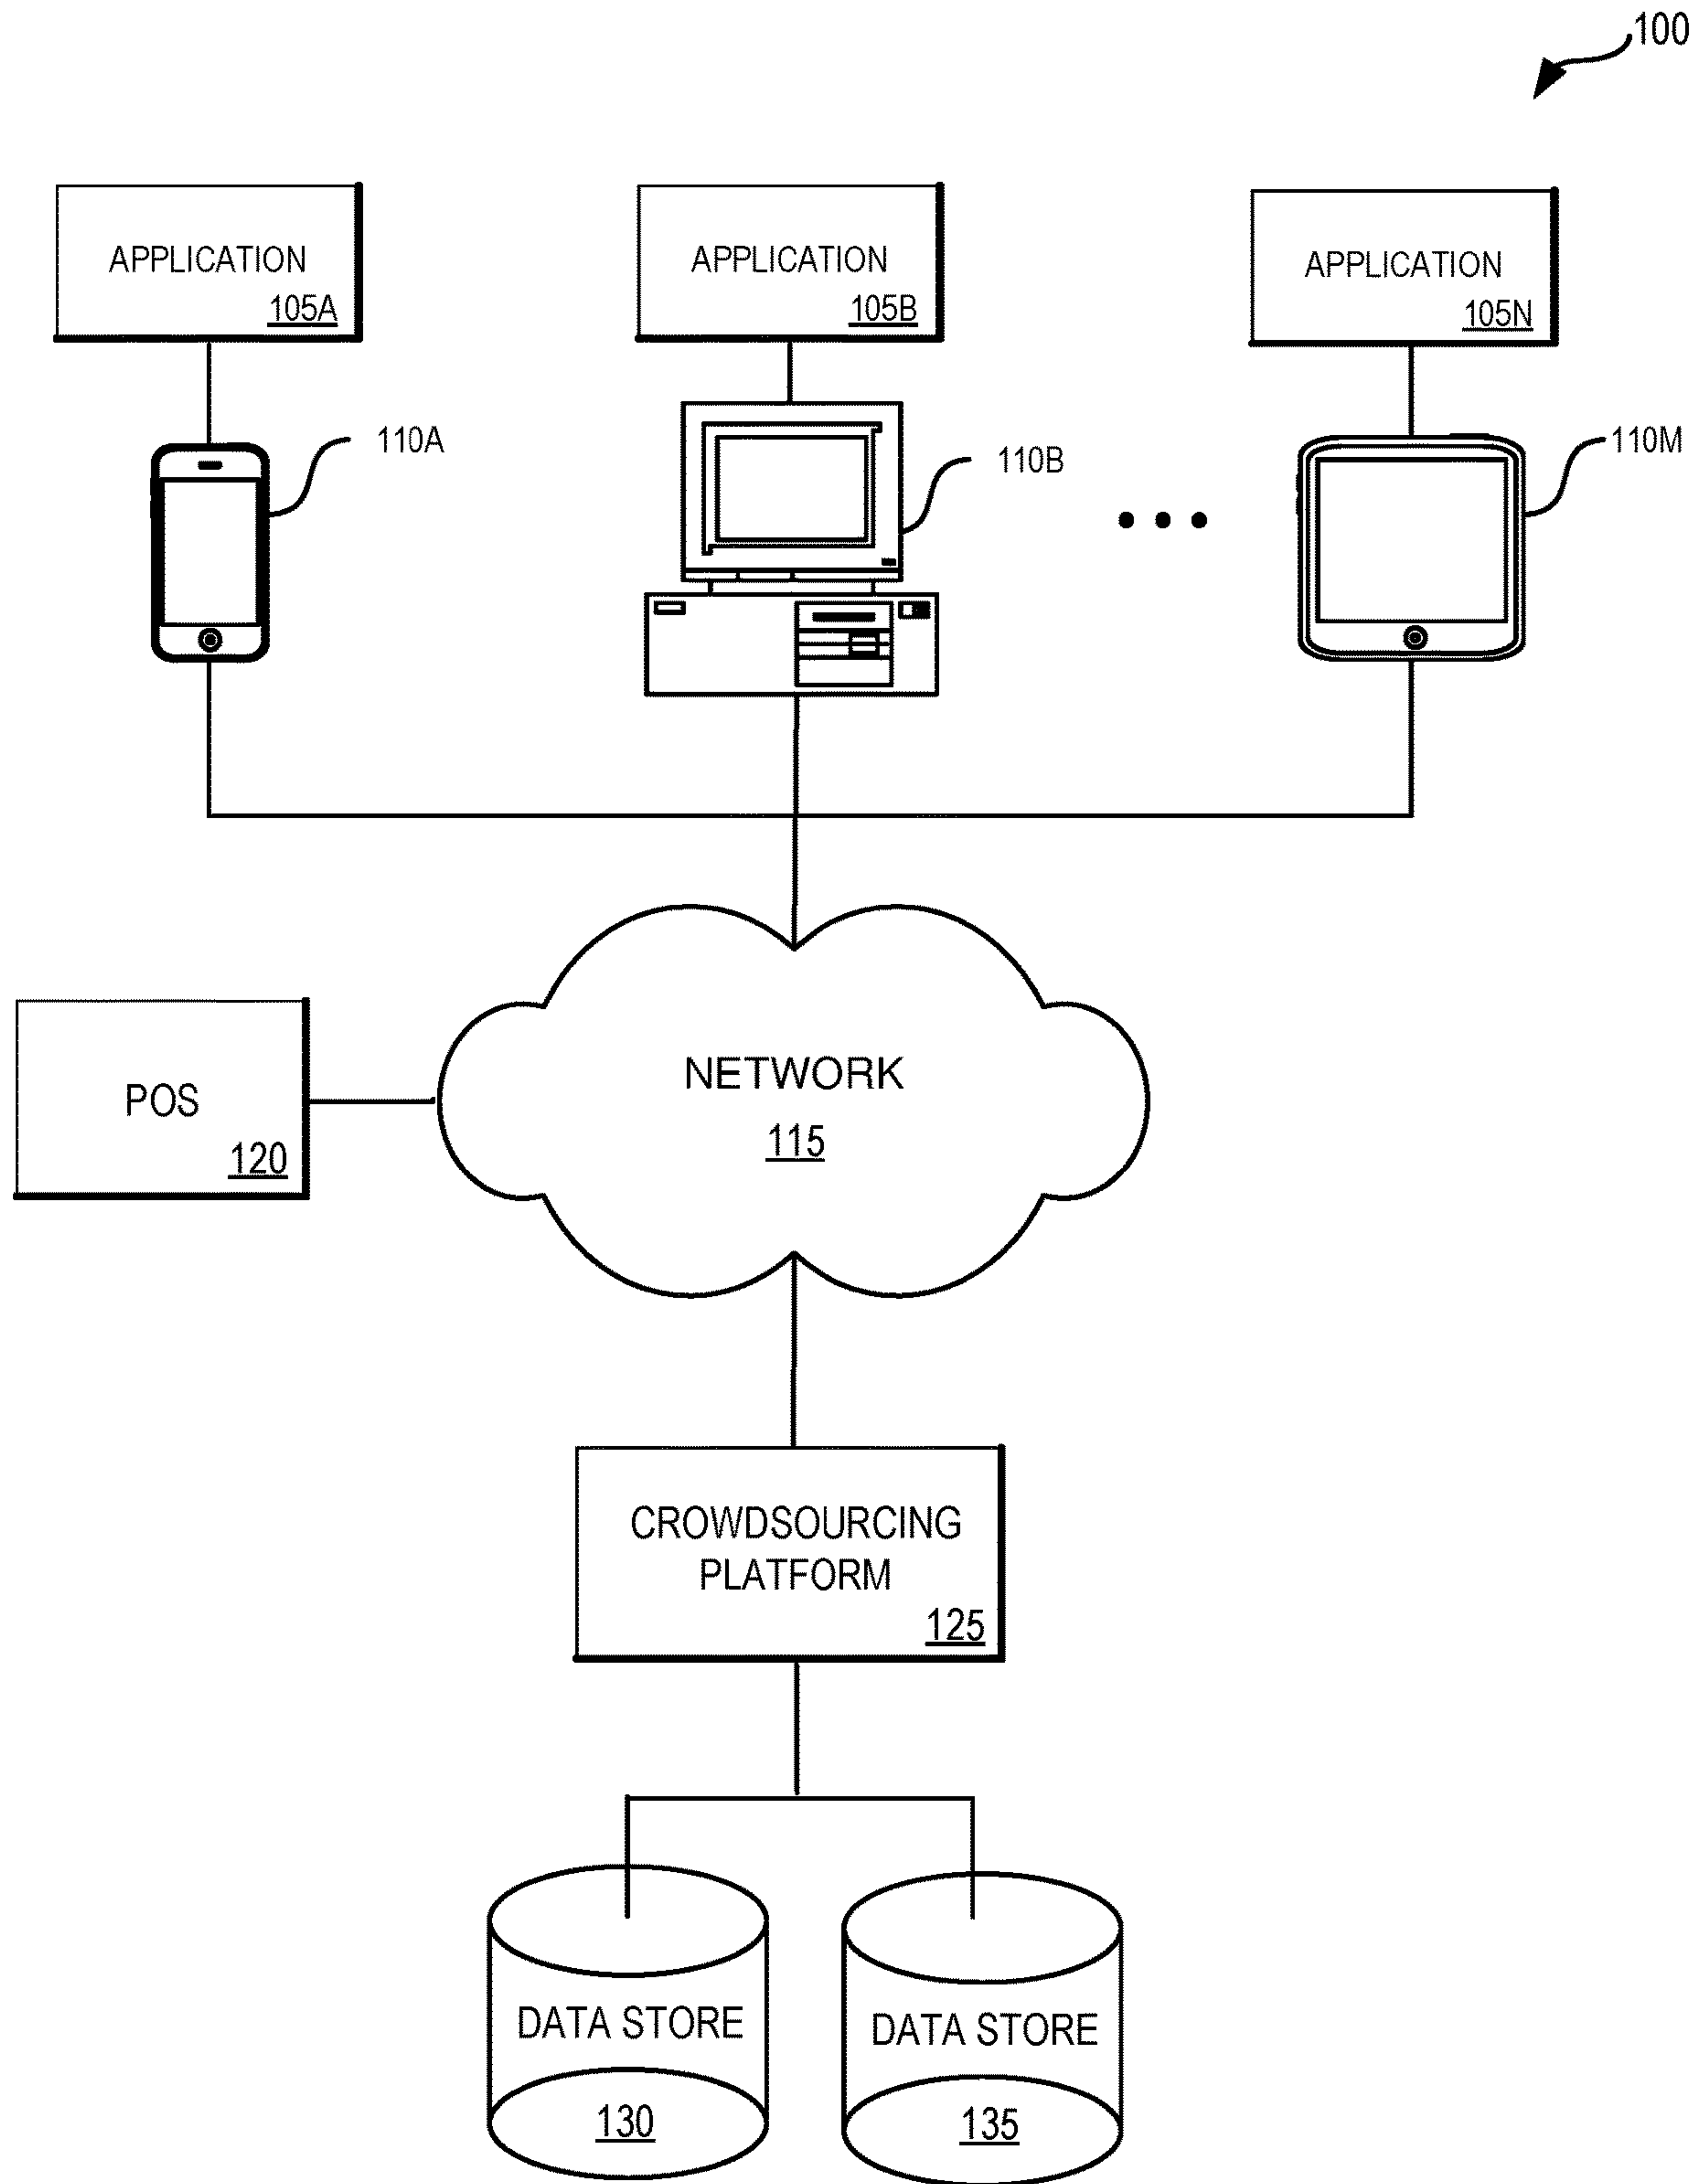 100
APPLICATION
105A
APPLICATION
105B
APPLICATION
105N
110A
110B
110M
NETWORK
115
POS
120
CROWDSOURCING
PLATFORM
125
DATA STORE
130
DATA STORE
135